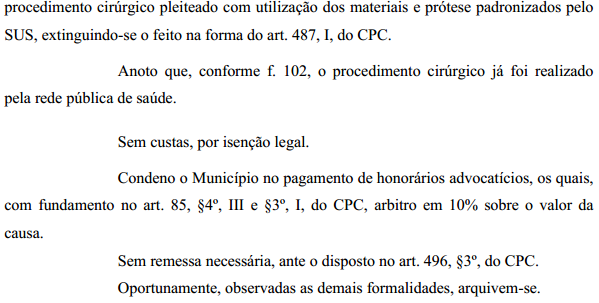 procedimento cirúrgico pleiteado com utilização dos materiais e prótese padronizados pelo
SUS, extinguindo-se o feito na forma do art. 487, I, do CPC.
Anoto que, conforme f. 102, o procedimento cirúrgico já foi realizado
pela rede pública de saúde.
Sem custas, por isenção legal.
Condeno o Município no pagamento de honorários advocatícios, os quais,
com fundamento no art. 85, §4º, III e §3º, I, do CPC, arbitro em 10% sobre o valor da
causa.
Sem remessa necessária, ante o disposto no art. 496, §3º, do CPC.
Oportunamente, observadas as demais formalidades, arquivem-se.